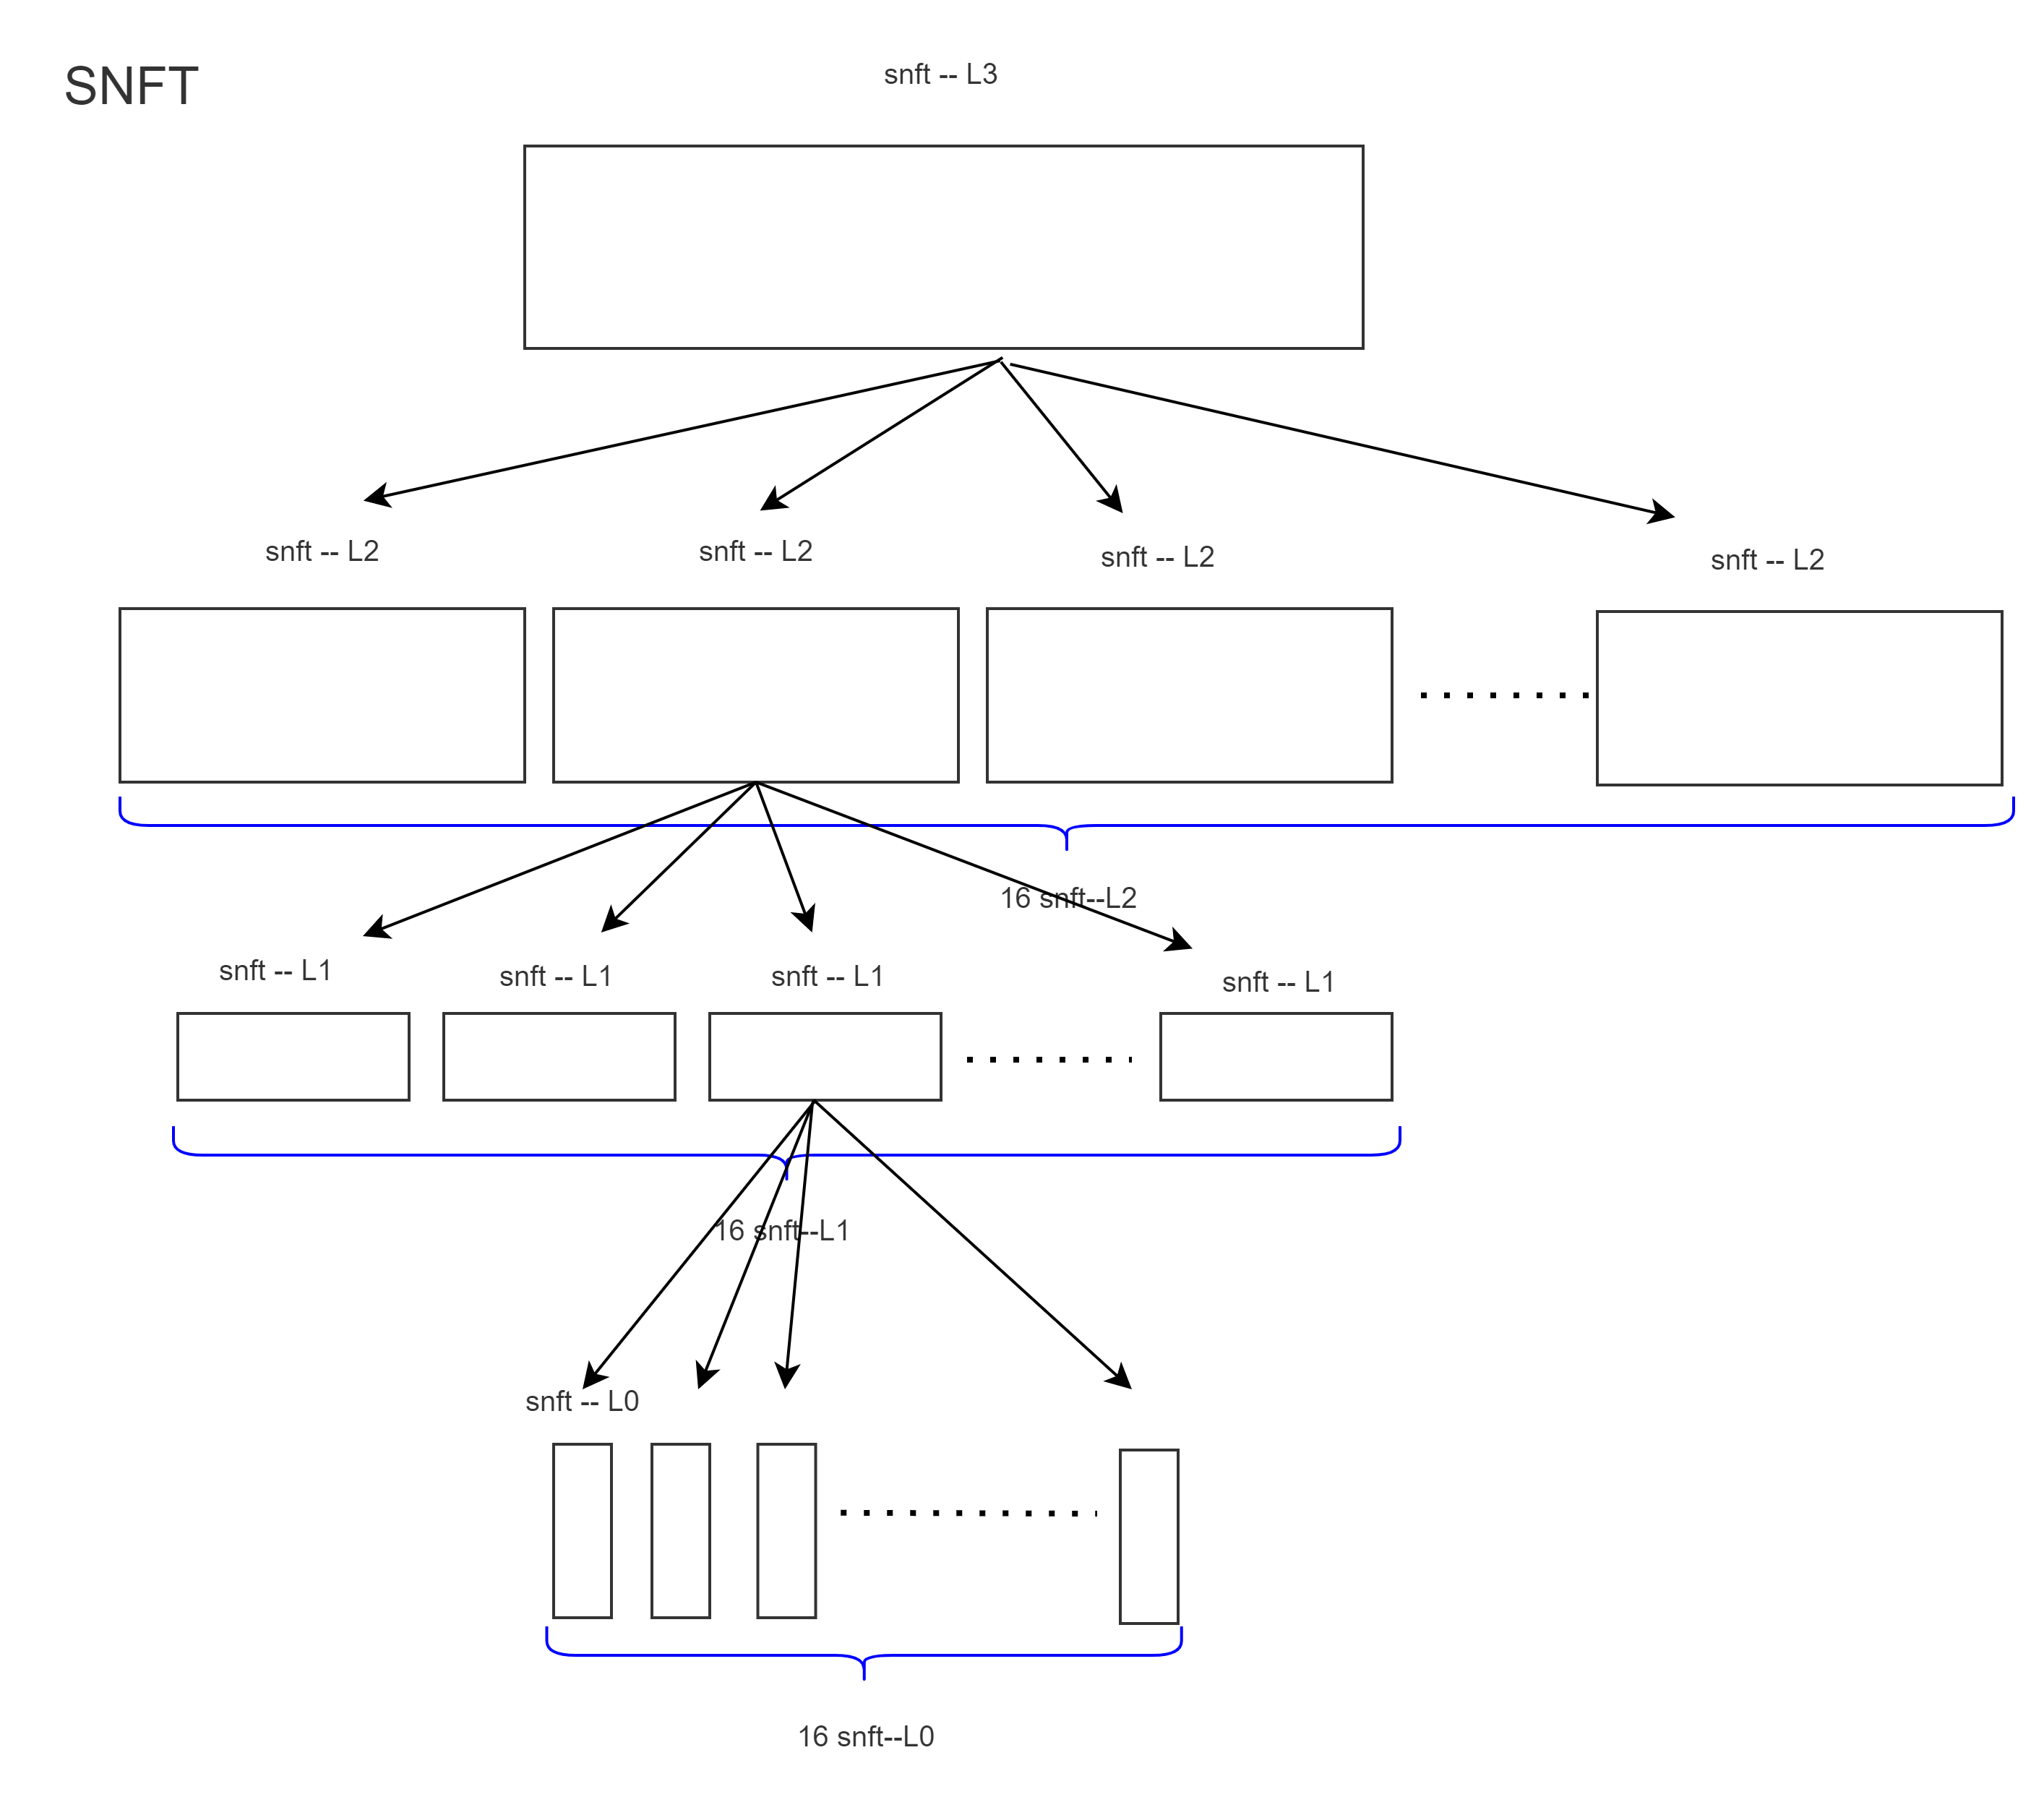 SNFT
snft -- L3
snft -- L2
snft -- L2
snft -- L2
snft -- L2
16 snft--L2
snft -- L1
snft -- L1
snft -- L1
snft -- L1
16 snft--L1
snft -- L0
16 snft--L0